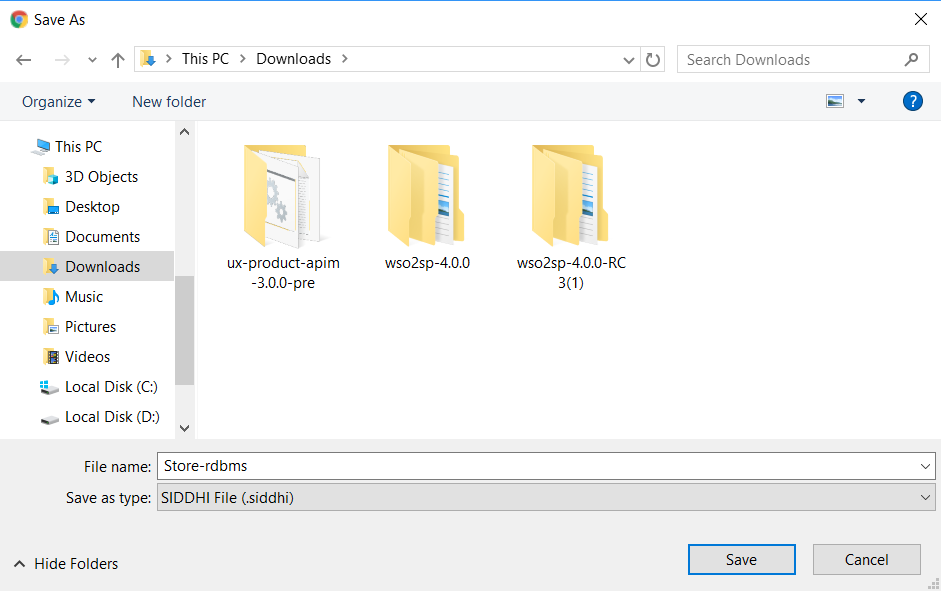 Save As
This PC Downloads
Search Downloads
Organize
New folder
?
This PC
3D Objects
Desktop
Documents
Downloads
Music
Pictures
Videos
Local Disk (C:)
Local Disk (D:)
ux-product-apim
-3.0.0-pre
wso2sp-4.0.0
wso2sp-4.0.0-RC
3(1)
File name: Store-rdbms
Save as type: SIDDHI File (.siddhi)
Hide Folders
Save
Cancel